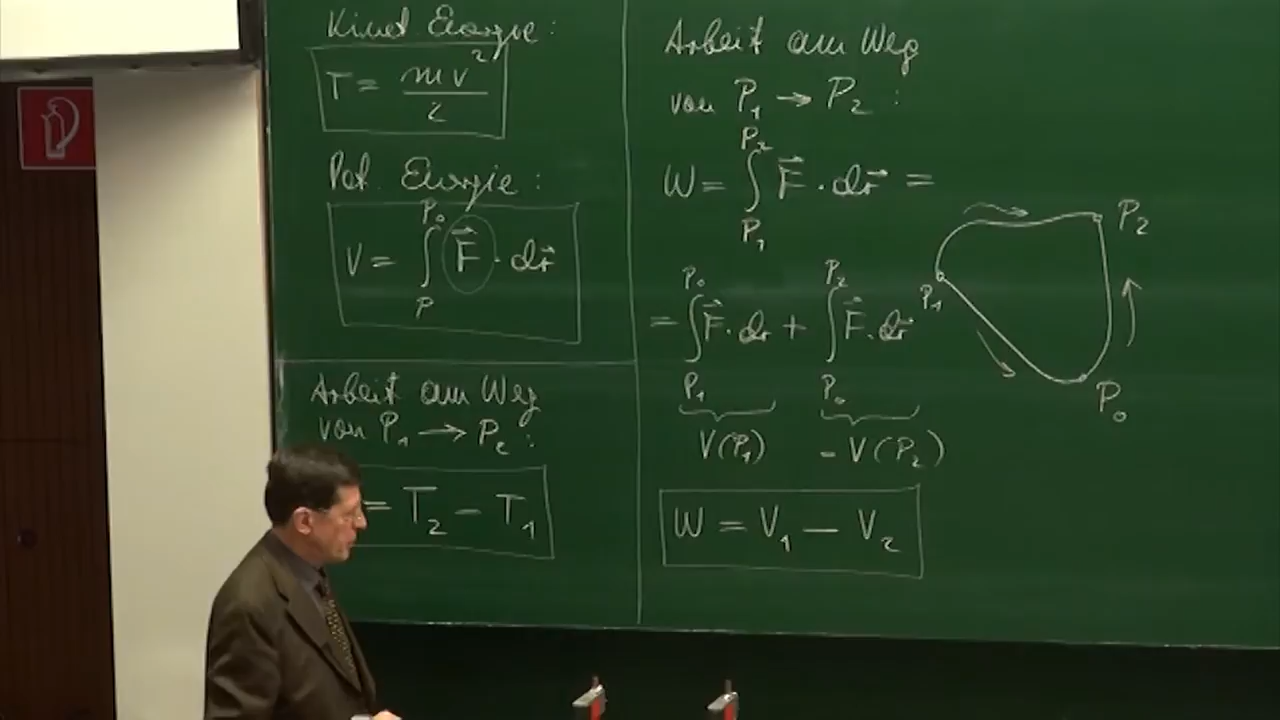 Kinet Energie:
T = mv²/2
Pot. Energie:
V = ∫_P^P₀ F⃗ · dr⃗
Arbeit am Weg
von P₁ → P₂:
= T₂ − T₁
Arbeit am Weg
von P₁ → P₂:
W = ∫_P₁^P₂ F⃗ · dr⃗ =
= ∫_P₁^P₀ F⃗ · dr + ∫_P₀^P₂ F⃗ · dr⃗
V(P₁) − V(P₂)
W = V₁ − V₂
P₂
P₁
P₀